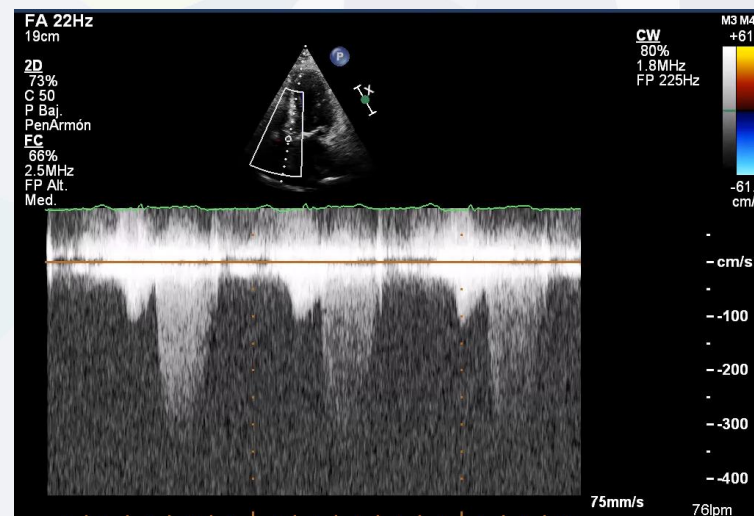 FA 22Hz
19cm
2D
73%
C 50
P Baj.
PenArmón
FC
66%
2.5MHz
FP Alt.
Med.
P
X
CW
80%
1.8MHz
FP 225Hz
M3 M4
+61
-61.
cm/
cm/s
-100
-200
-300
-400
75mm/s
76lpm